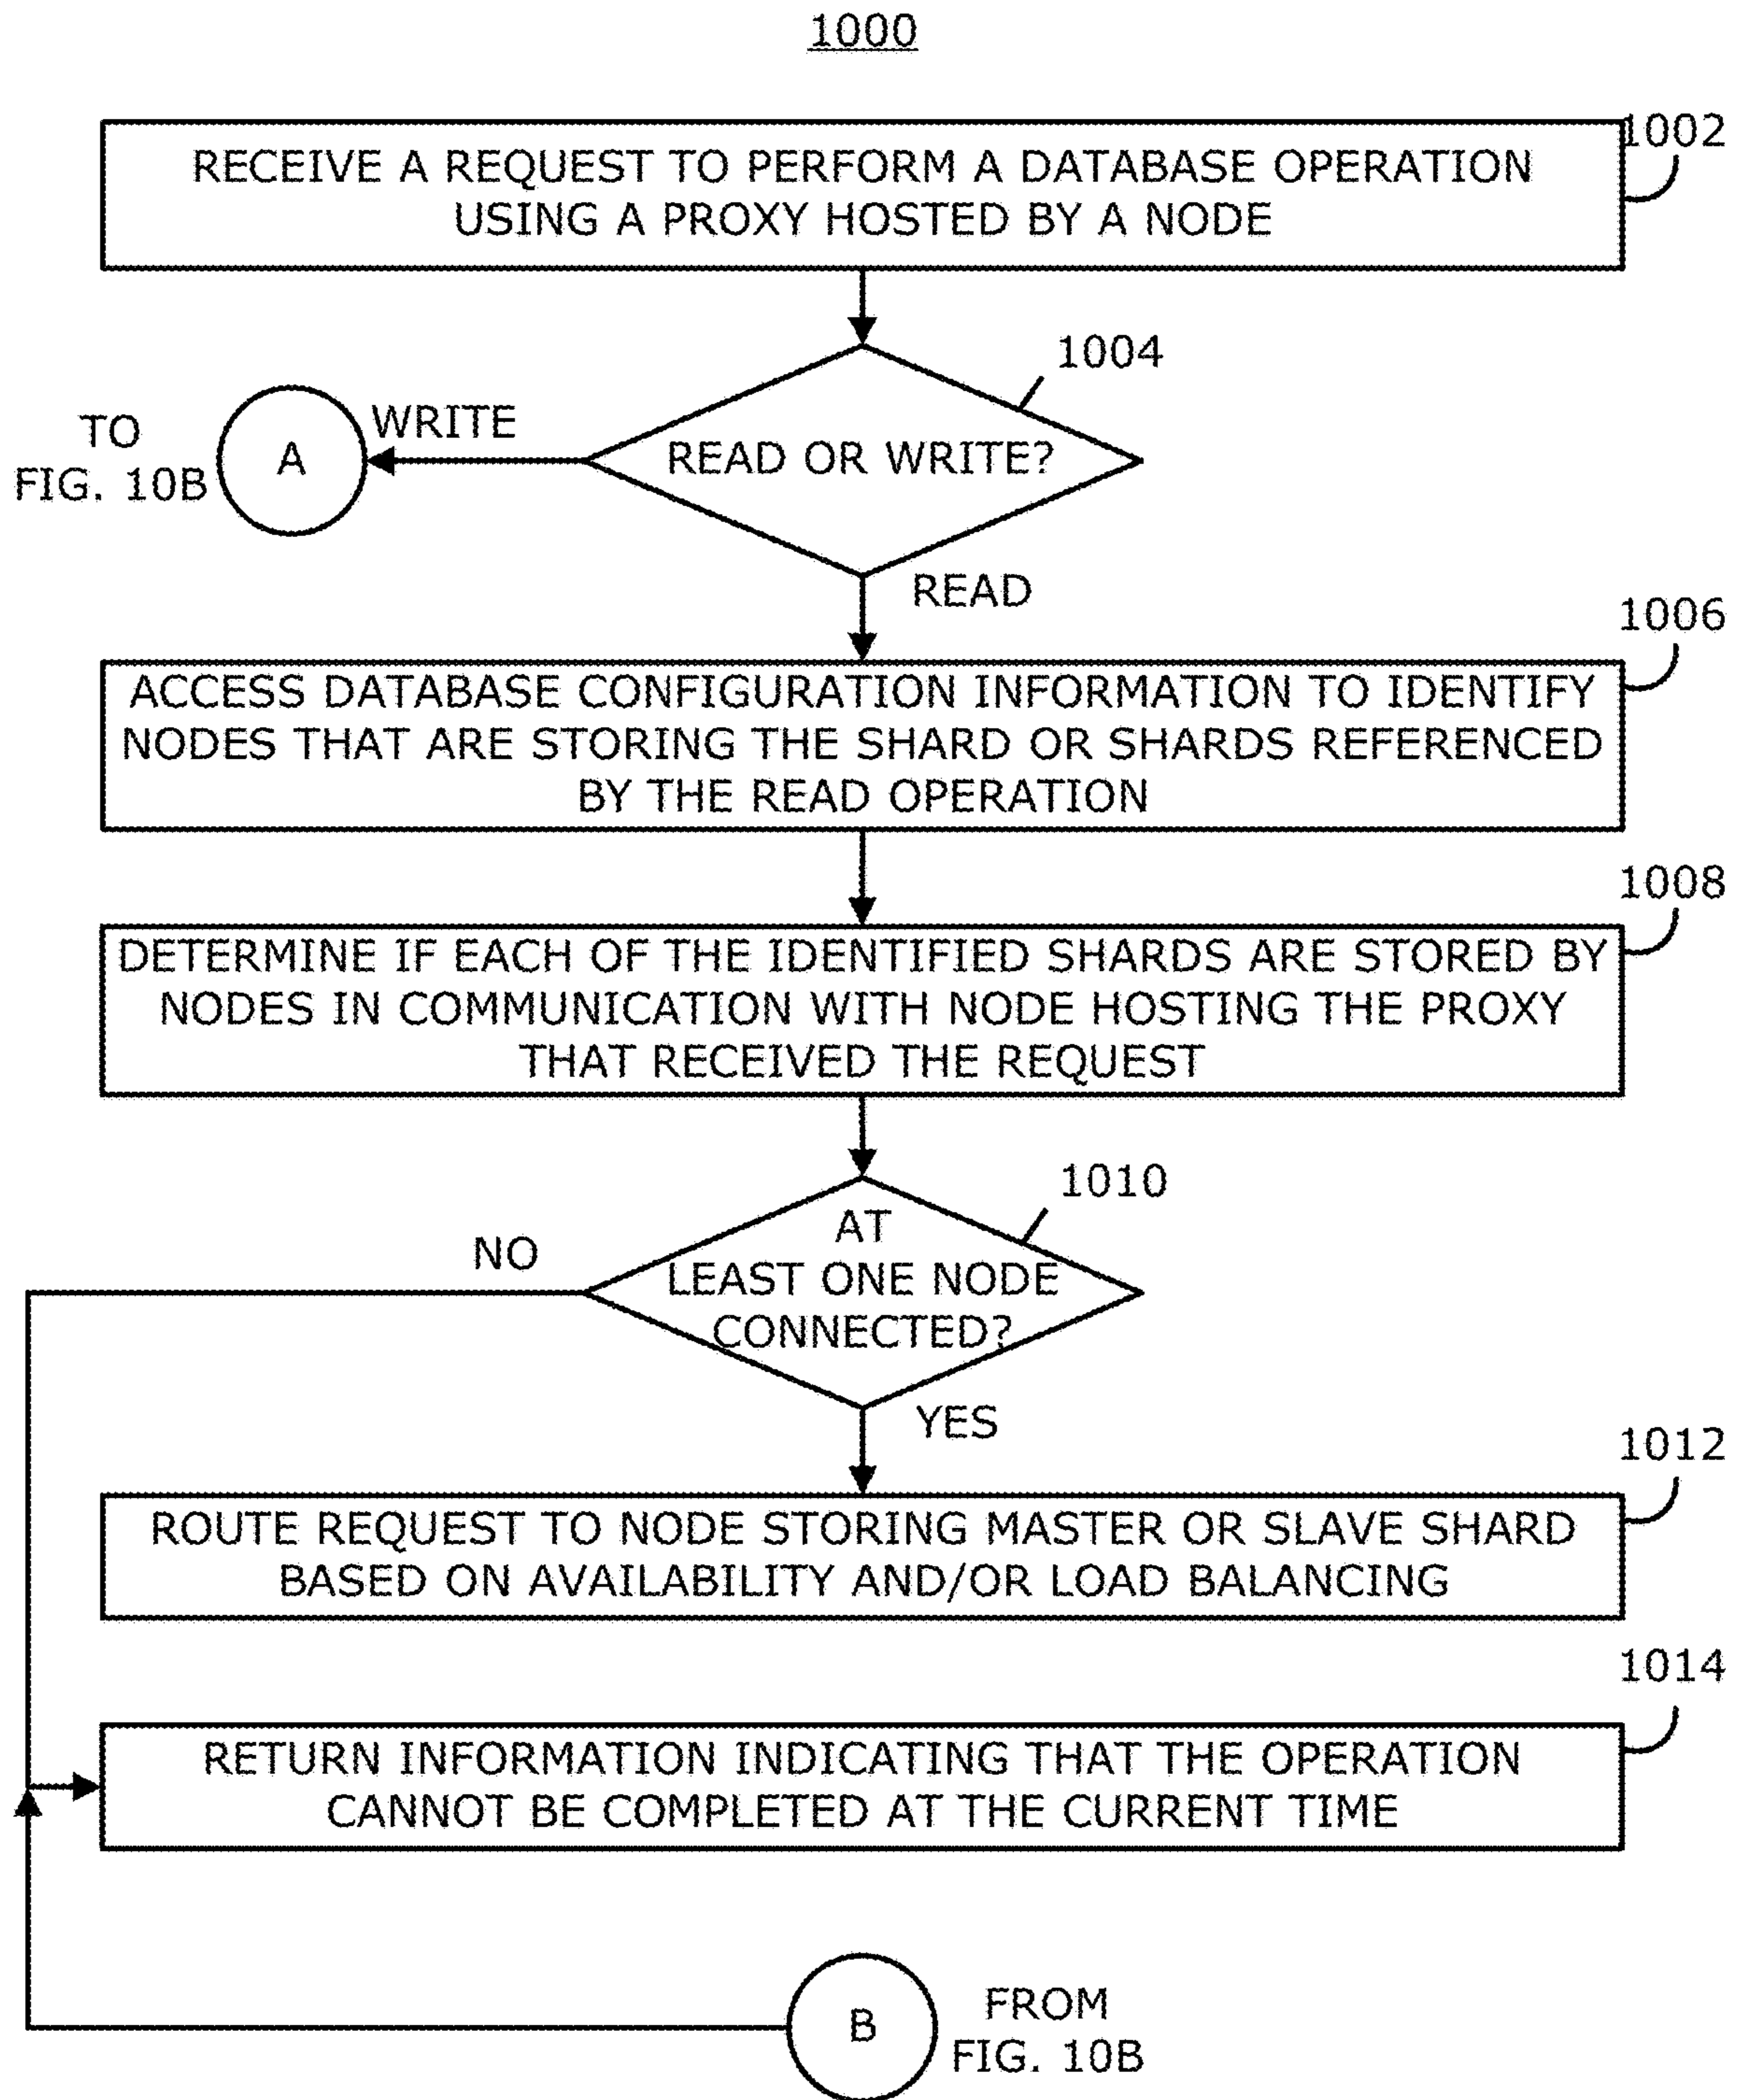 1000
1002
RECEIVE A REQUEST TO PERFORM A DATABASE OPERATION
USING A PROXY HOSTED BY A NODE
1004
READ OR WRITE?
WRITE
A
TO
FIG. 10B
READ
1006
ACCESS DATABASE CONFIGURATION INFORMATION TO IDENTIFY
NODES THAT ARE STORING THE SHARD OR SHARDS REFERENCED
BY THE READ OPERATION
1008
DETERMINE IF EACH OF THE IDENTIFIED SHARDS ARE STORED BY
NODES IN COMMUNICATION WITH NODE HOSTING THE PROXY
THAT RECEIVED THE REQUEST
1010
AT
LEAST ONE NODE
CONNECTED?
NO
YES
1012
ROUTE REQUEST TO NODE STORING MASTER OR SLAVE SHARD
BASED ON AVAILABILITY AND/OR LOAD BALANCING
1014
RETURN INFORMATION INDICATING THAT THE OPERATION
CANNOT BE COMPLETED AT THE CURRENT TIME
B
FROM
FIG. 10B